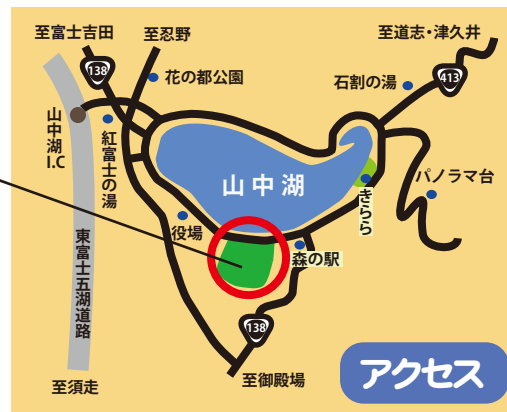 至富士吉田
至忍野
至道志・津久井
138
413
花の都公園
石割の湯
山中湖
I.C
紅富士の湯
山中湖
パノラマ台
きらら
役場
森の駅
東富士五湖道路
138
至須走
至御殿場
アクセス